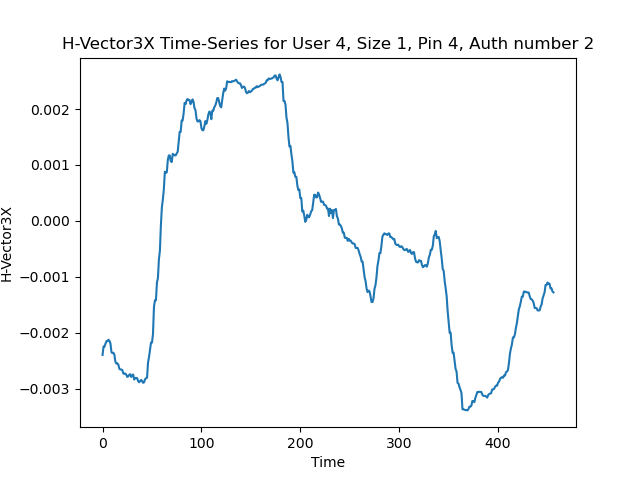 H-Vector3X Time-Series for User 4, Size 1, Pin 4, Auth number 2
H-Vector3X
0.002
0.001
0.000
−0.001
−0.002
−0.003
0 100 200 300 400
Time